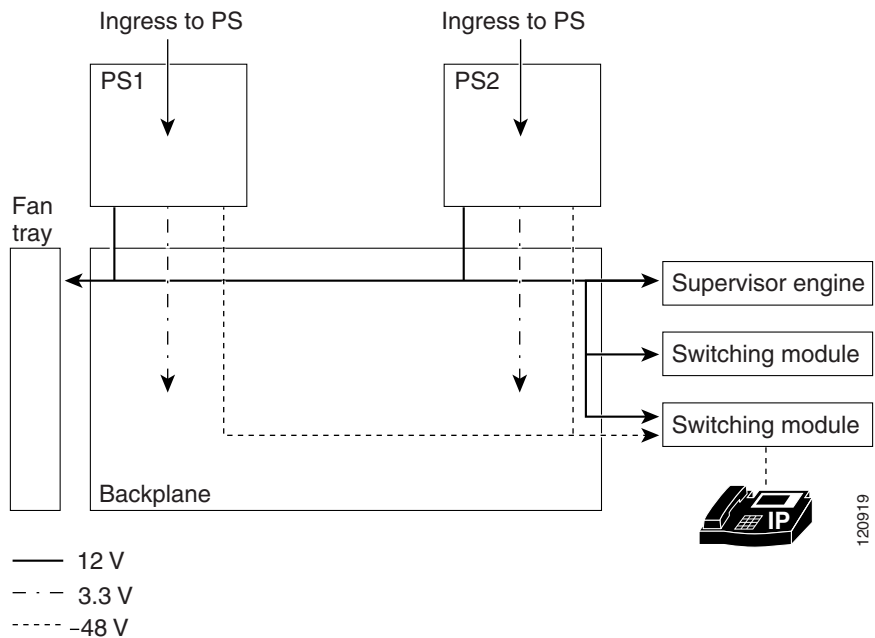 Ingress to PS
Ingress to PS
PS1
PS2
Fan
tray
Supervisor engine
Switching module
Switching module
Backplane
IP
120919
12 V
3.3 V
–48 V